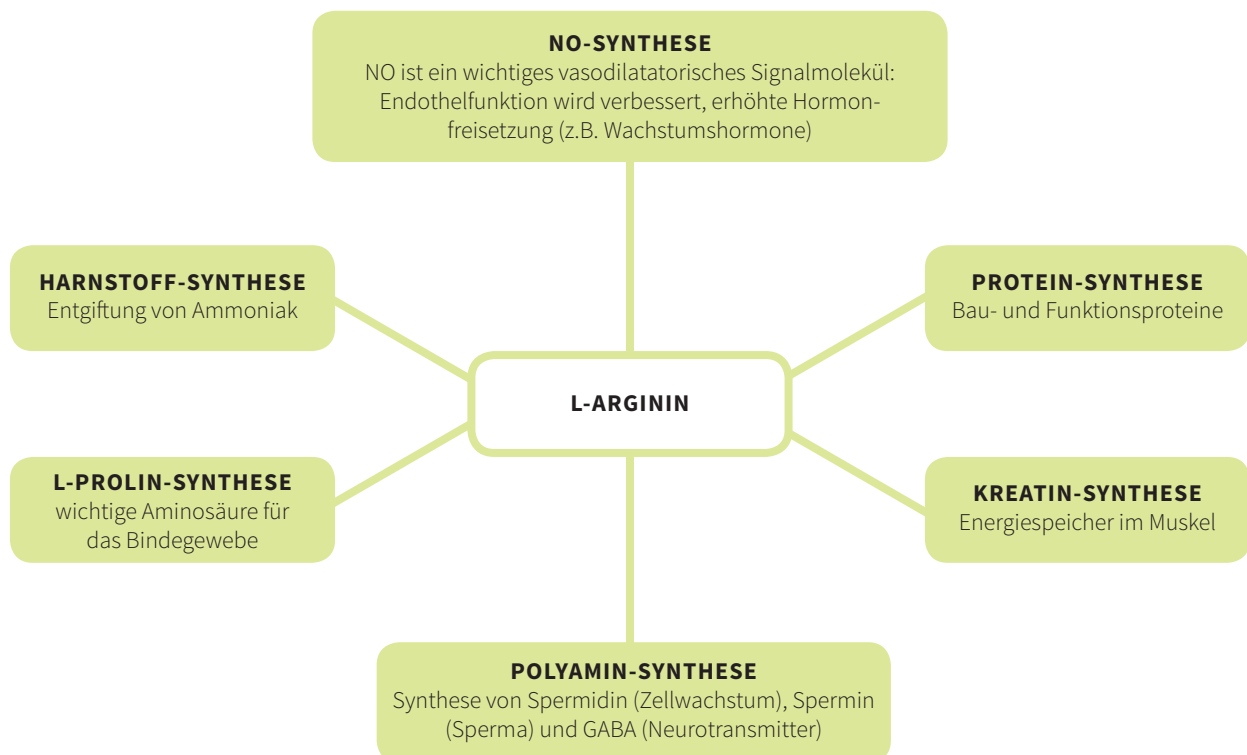 NO-SYNTHESE
NO ist ein wichtiges vasodilatatorisches Signalmolekül:
Endothelfunktion wird verbessert, erhöhte Hormon-
freisetzung (z.B. Wachstumshormone)
HARNSTOFF-SYNTHESE
Entgiftung von Ammoniak
PROTEIN-SYNTHESE
Bau- und Funktionsproteine
L-ARGININ
L-PROLIN-SYNTHESE
wichtige Aminosäure für
das Bindegewebe
KREATIN-SYNTHESE
Energiespeicher im Muskel
POLYAMIN-SYNTHESE
Synthese von Spermidin (Zellwachstum), Spermin
(Sperma) und GABA (Neurotransmitter)